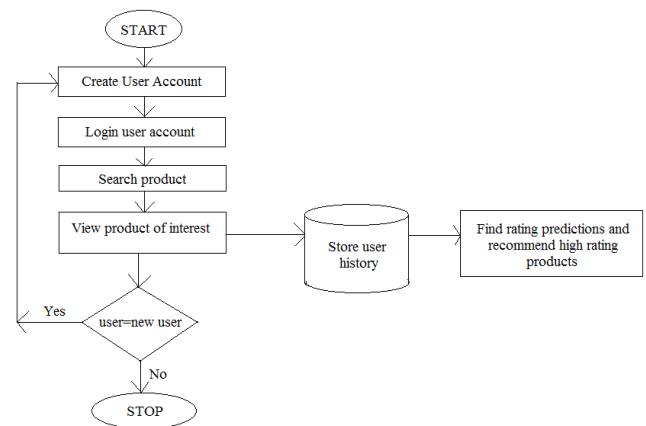 START
Create User Account
Login user account
Search product
View product of interest
Store user
history
Find rating predictions and
recommend high rating
products
Yes
user=new user
No
STOP